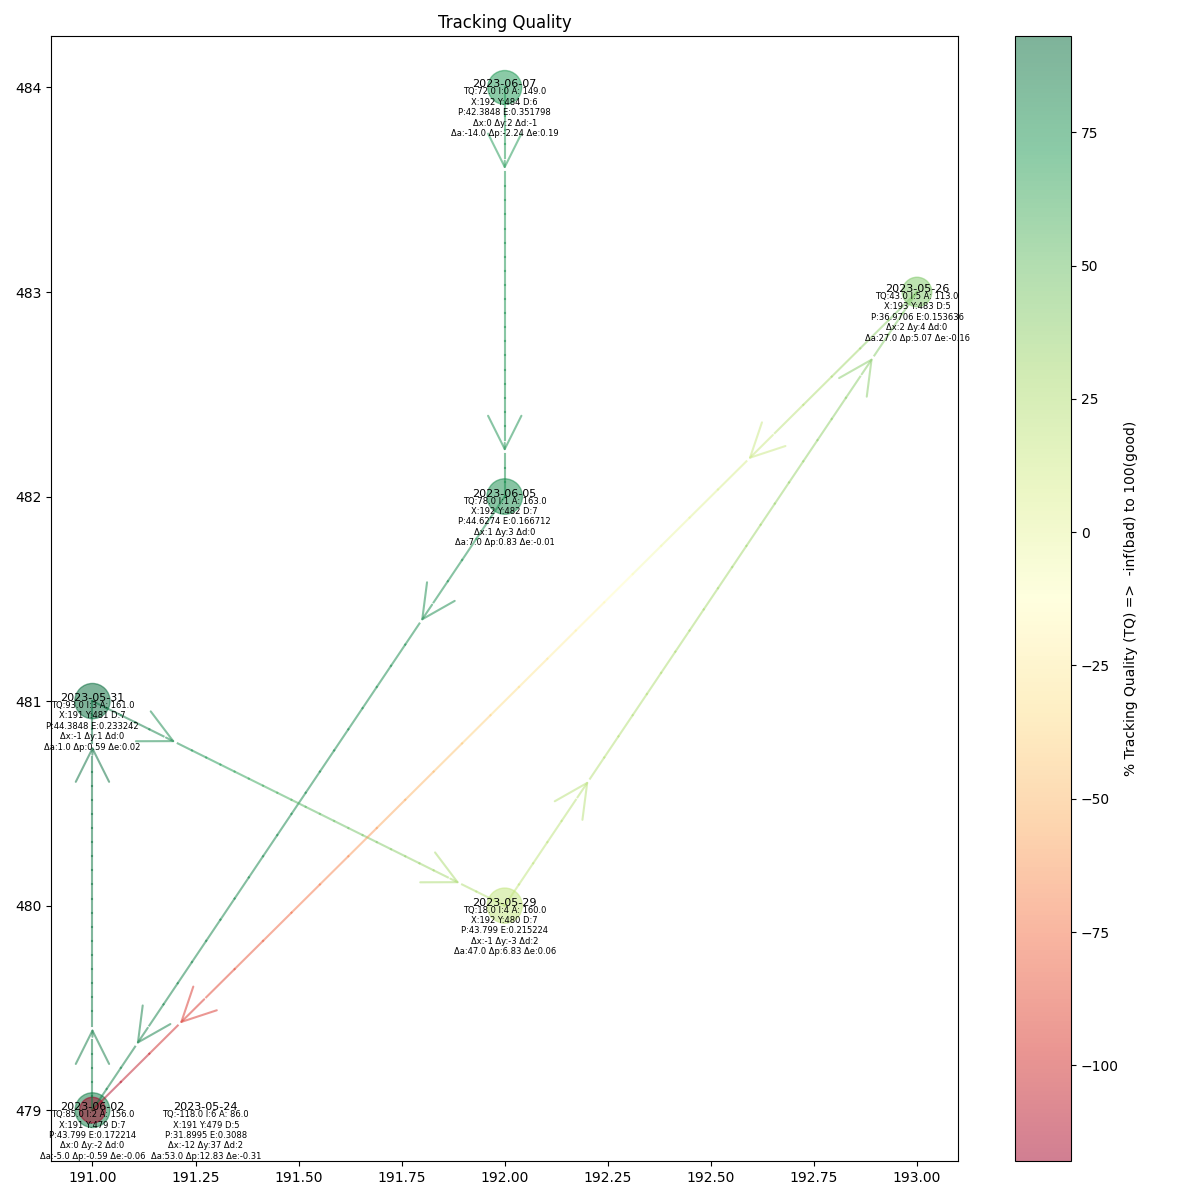 Tracking Quality
2023-06-07
TQ:72.0 I:0 A: 149.0
X:192 Y:484 D:6
P:42.3848 E:0.351798
Δx:0 Δy:2 Δd:-1
Δa:-14.0 Δp:-2.24 Δe:0.19
2023-05-26
TQ:43.0 I:5 A: 113.0
X:193 Y:483 D:5
P:36.9706 E:0.153636
Δx:2 Δy:4 Δd:0
Δa:27.0 Δp:5.07 Δe:-0.16
2023-06-05
TQ:78.0 I:1 A: 163.0
X:192 Y:482 D:7
P:44.6274 E:0.166712
Δx:1 Δy:3 Δd:0
Δa:7.0 Δp:0.83 Δe:-0.01
2023-05-31
TQ:93.0 I:3 A: 161.0
X:191 Y:481 D:7
P:44.3848 E:0.233242
Δx:-1 Δy:1 Δd:0
Δa:1.0 Δp:0.59 Δe:0.02
2023-05-29
TQ:18.0 I:4 A: 160.0
X:192 Y:480 D:7
P:43.799 E:0.215224
Δx:-1 Δy:-3 Δd:2
Δa:47.0 Δp:6.83 Δe:0.06
2023-06-02
TQ:85.0 I:2 A: 156.0
X:191 Y:479 D:7
P:43.799 E:0.172214
Δx:0 Δy:-2 Δd:0
Δa:-5.0 Δp:-0.59 Δe:-0.06
2023-05-24
TQ:-118.0 I:6 A: 86.0
X:191 Y:479 D:5
P:31.8995 E:0.3088
Δx:-12 Δy:37 Δd:2
Δa:53.0 Δp:12.83 Δe:-0.31
484
483
482
481
480
479
191.00 191.25 191.50 191.75 192.00 192.25 192.50 192.75 193.00
75
50
25
0
−25
−50
−75
−100
% Tracking Quality (TQ) => -inf(bad) to 100(good)